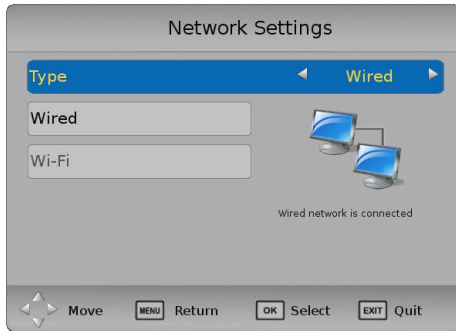 Network Settings
Type Wired
Wired
Wi-Fi
Wired network is connected
Move MENU Return OK Select EXIT Quit